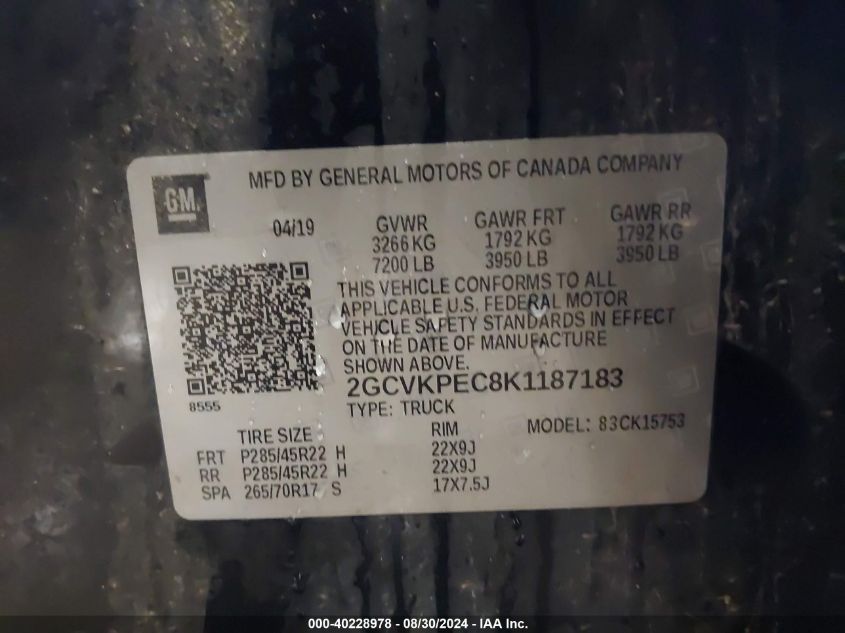 GM
MFD BY GENERAL MOTORS OF CANADA COMPANY
04/19 GVWR GAWR FRT GAWR RR
3266 KG 1792 KG 1792 KG
7200 LB 3950 LB 3950 LB
THIS VEHICLE CONFORMS TO ALL
APPLICABLE U.S. FEDERAL MOTOR
VEHICLE SAFETY STANDARDS IN EFFECT
ON THE DATE OF MANUFACTURE
SHOWN ABOVE.
2GCVKPEC8K1187183
8555
TYPE: TRUCK
MODEL: 83CK15753
TIRE SIZE RIM
FRT P285/45R22 H 22X9J
RR P285/45R22 H 22X9J
SPA 265/70R17 S 17X7.5J
000-40228978 - 08/30/2024 - IAA Inc.